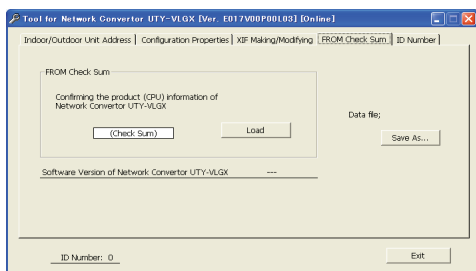 Tool for Network Convertor UTY-VLGX [Ver. E017V00P00L03] [Online]
Indoor/Outdoor Unit Address | Configuration Properties | XIF Making/Modifying | FROM Check Sum | ID Number
FROM Check Sum
Confirming the product (CPU) information of
Network Convertor UTY-VLGX
(Check Sum)
Load
Data file;
Save As...
Software Version of Network Convertor UTY-VLGX ---
ID Number: 0
Exit